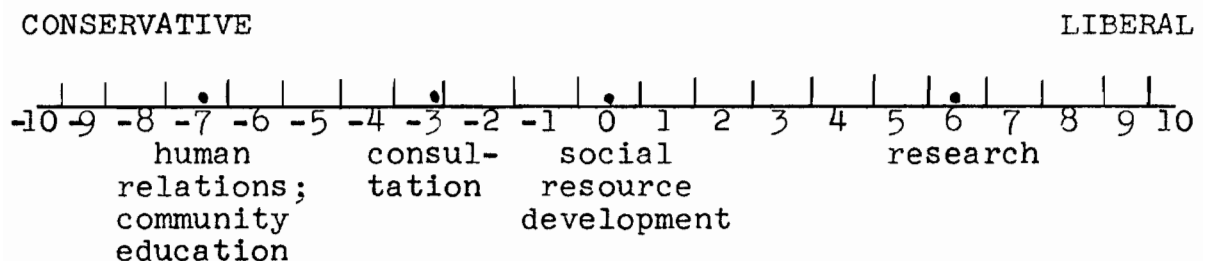 CONSERVATIVE LIBERAL
-10 -9 -8 -7 -6 -5 -4 -3 -2 -1 0 1 2 3 4 5 6 7 8 9 10
human consul- social research
relations; tation resource
community development
education